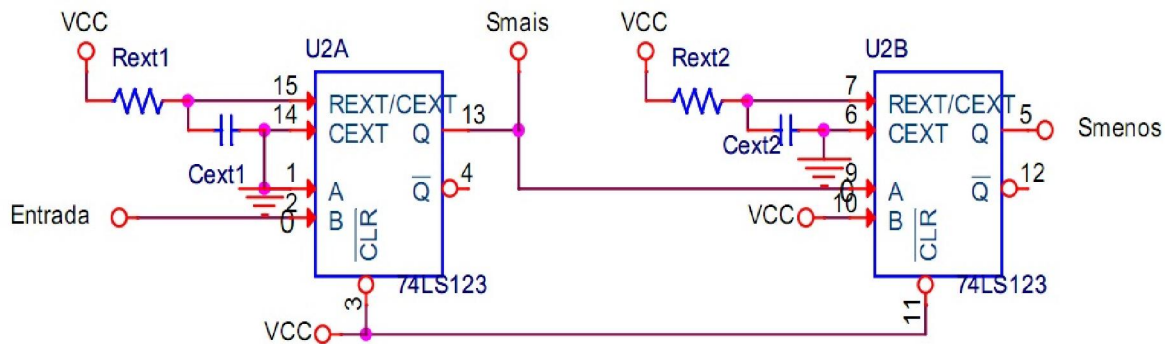 VCC
Rext1
U2A
Smais
VCC
Rext2
U2B
15
REXT/CEXT
14
CEXT
Q
13
Cext1
1
A
Q
4
Entrada
2
0
B
CLR
74LS123
3
VCC
7
REXT/CEXT
6
CEXT
Q
5
Smenos
Cext2
9
0
A
Q
12
VCC
10
B
CLR
74LS123
11